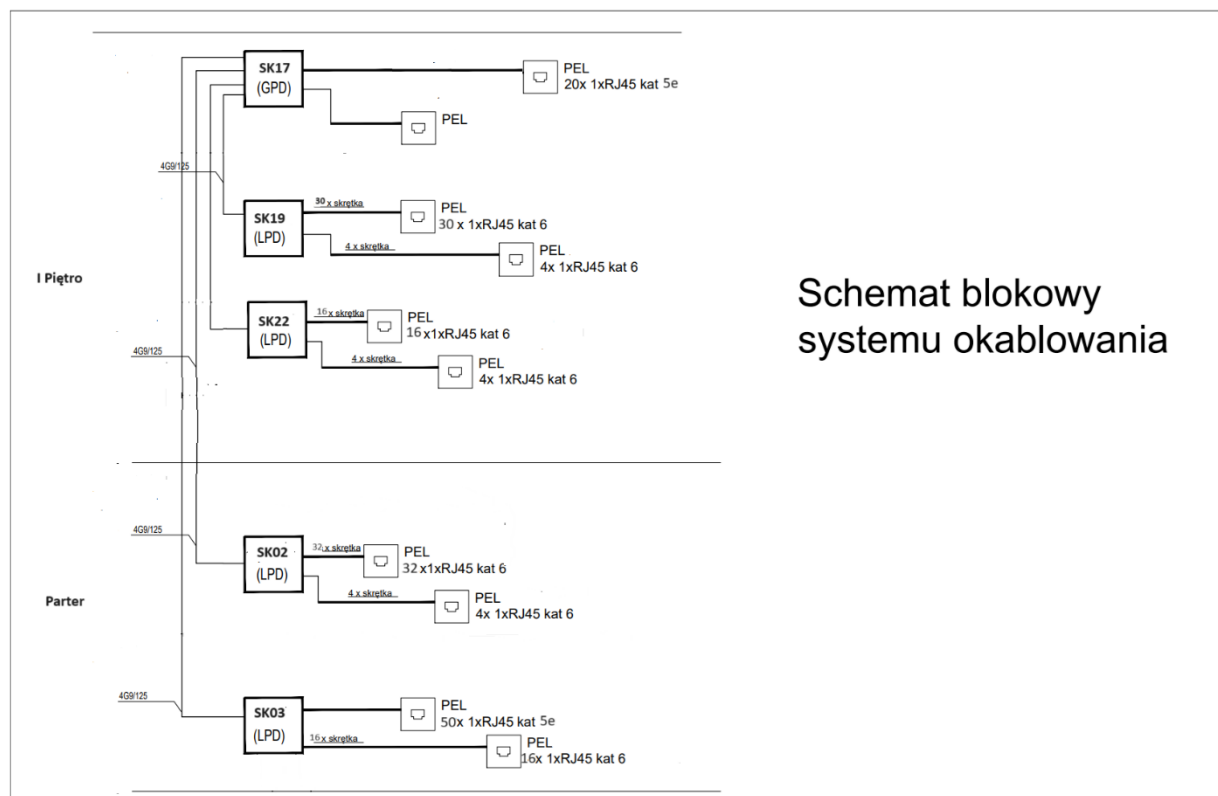 SK17
(GPD)
PEL
20x 1xRJ45 kat 5e
PEL
4G9/125
30 x skrętka
SK19
(LPD)
PEL
30 x 1xRJ45 kat 6
4 x skrętka
PEL
4x 1xRJ45 kat 6
I Piętro
Schemat blokowy
systemu okablowania
16 x skrętka
SK22
(LPD)
PEL
16 x1xRJ45 kat 6
4G9/125
4 x skrętka
PEL
4x 1xRJ45 kat 6
4G9/125
32 x skrętka
SK02
(LPD)
PEL
32 x1xRJ45 kat 6
Parter
4 x skrętka
PEL
4x 1xRJ45 kat 6
4G9/125
SK03
(LPD)
PEL
50x 1xRJ45 kat 5e
16 x skrętka
PEL
16x 1xRJ45 kat 6